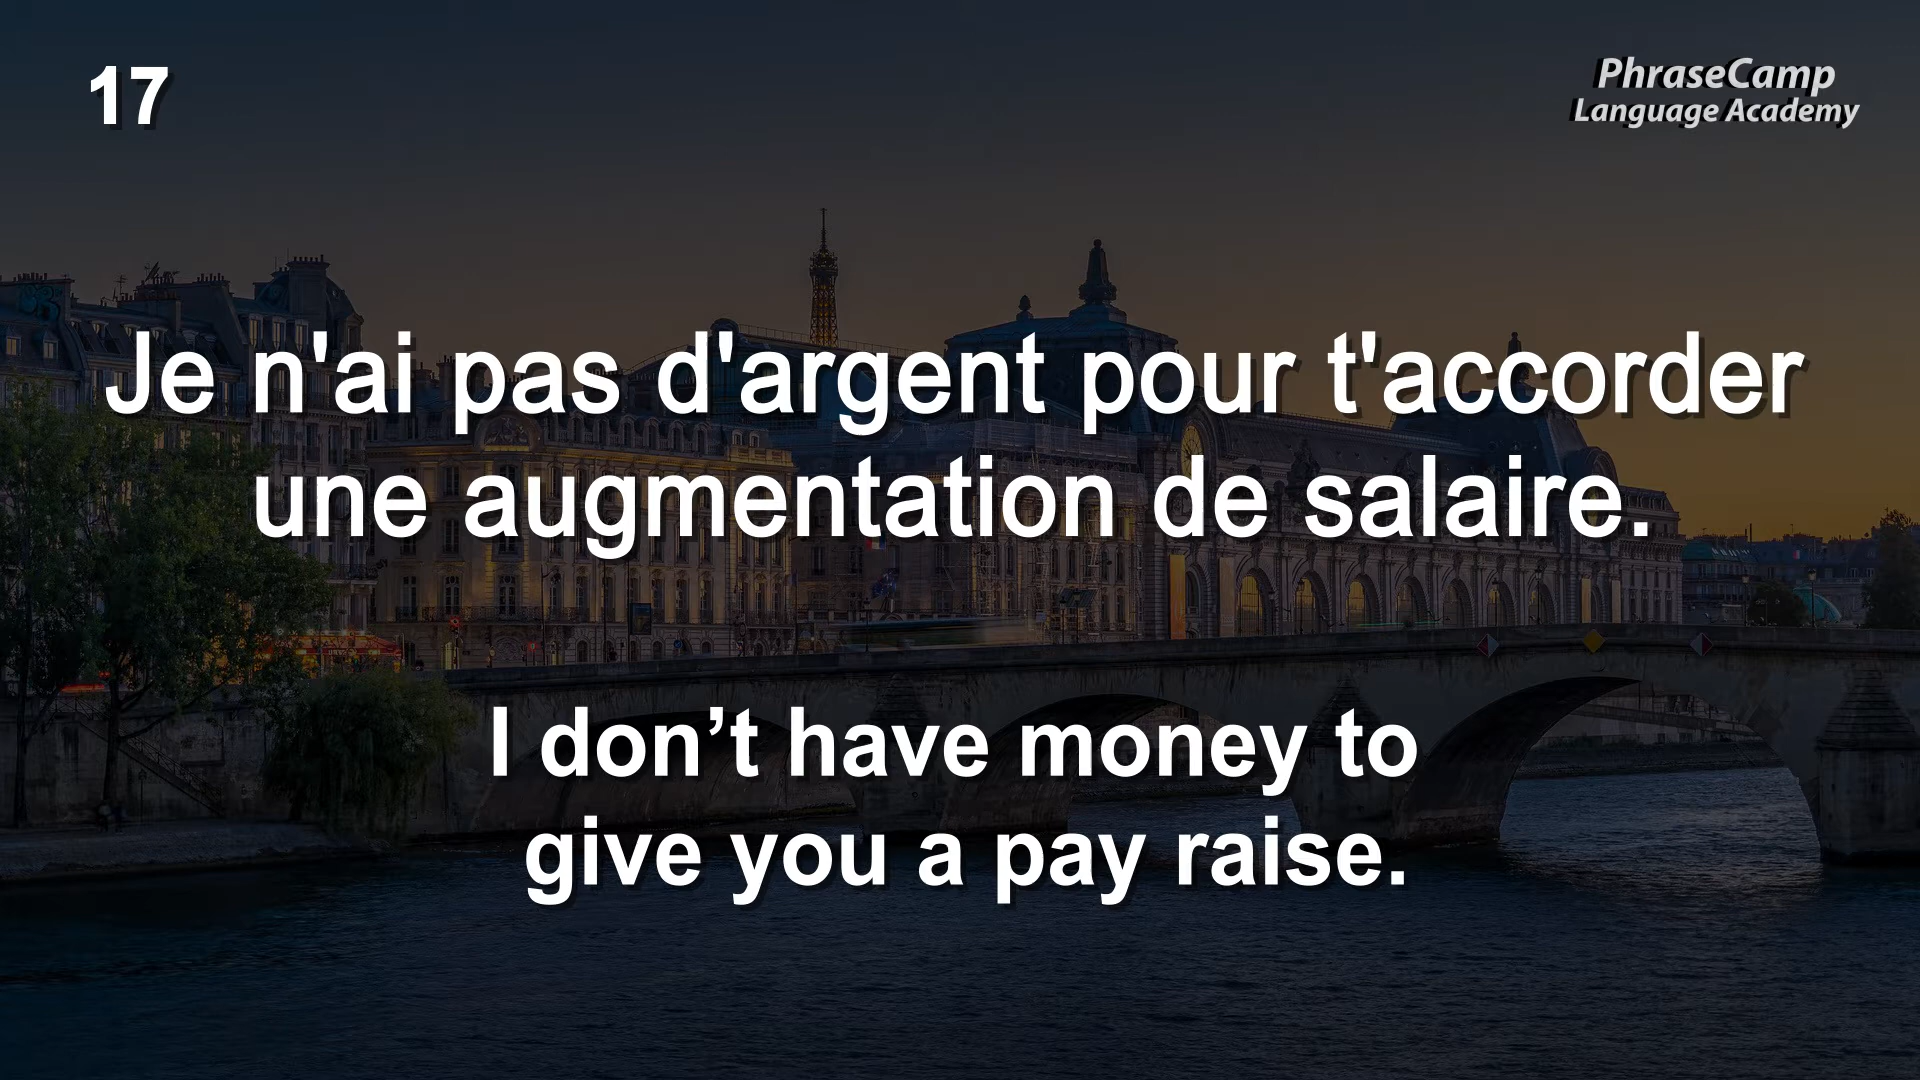 17
PhraseCamp
Language Academy
Je n'ai pas d'argent pour t'accorder
une augmentation de salaire.
I don’t have money to
give you a pay raise.